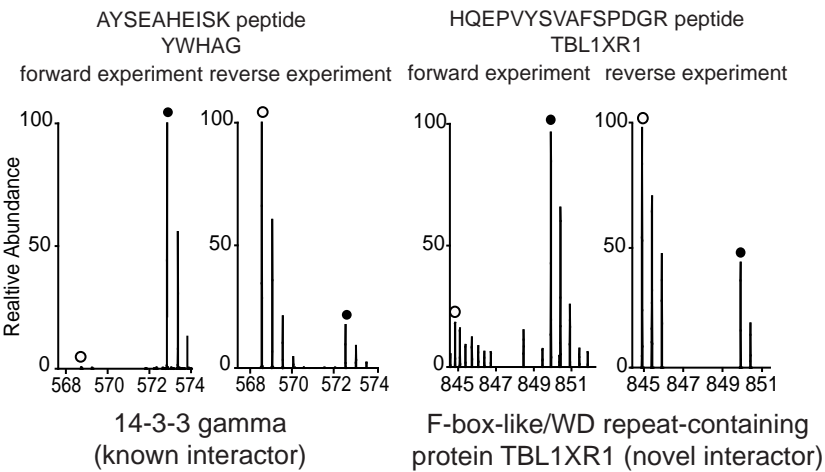 AYSEAHEISK peptide
YWHAG
forward experiment reverse experiment
HQEPVYSVAFSPDGR peptide
TBL1XR1
forward experiment reverse experiment
Realtive Abundance
100
50
0
568 570 572 574
100
50
0
568 570 572 574
100
50
0
845 847 849 851
100
50
0
845 847 849 851
14-3-3 gamma
(known interactor)
F-box-like/WD repeat-containing
protein TBL1XR1 (novel interactor)